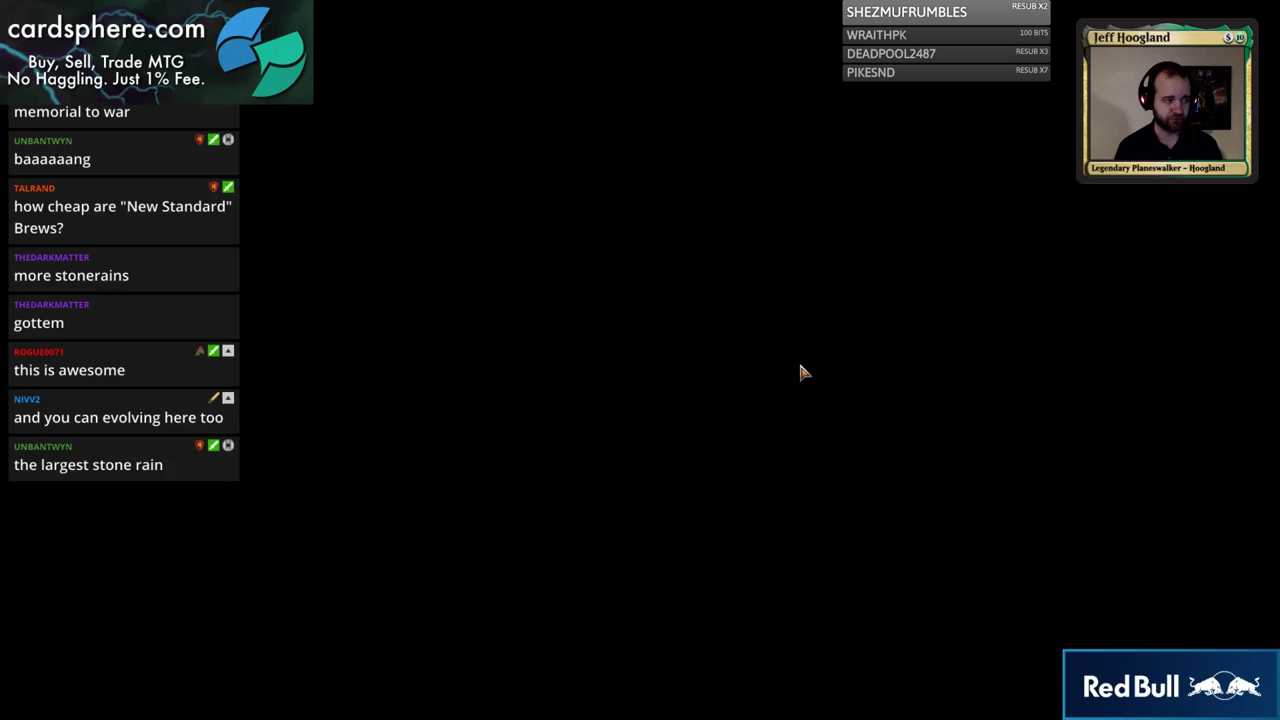 cardsphere.com
Buy, Sell, Trade MTG
No Haggling. Just 1% Fee.
memorial to war
UNBANTWYN
baaaaaang
TALRAND
how cheap are "New Standard"
Brews?
THEDARKMATTER
more stonerains
THEDARKMATTER
gottem
ROGUE0071
this is awesome
NIVV2
and you can evolving here too
UNBANTWYN
the largest stone rain
SHEZMUFRUMBLES RESUB X2
WRAITHPK 100 BITS
DEADPOOL2487 RESUB X3
PIKESND RESUB X7
Jeff Hoogland S 10
Legendary Planeswalker - Hoogland
Red Bull